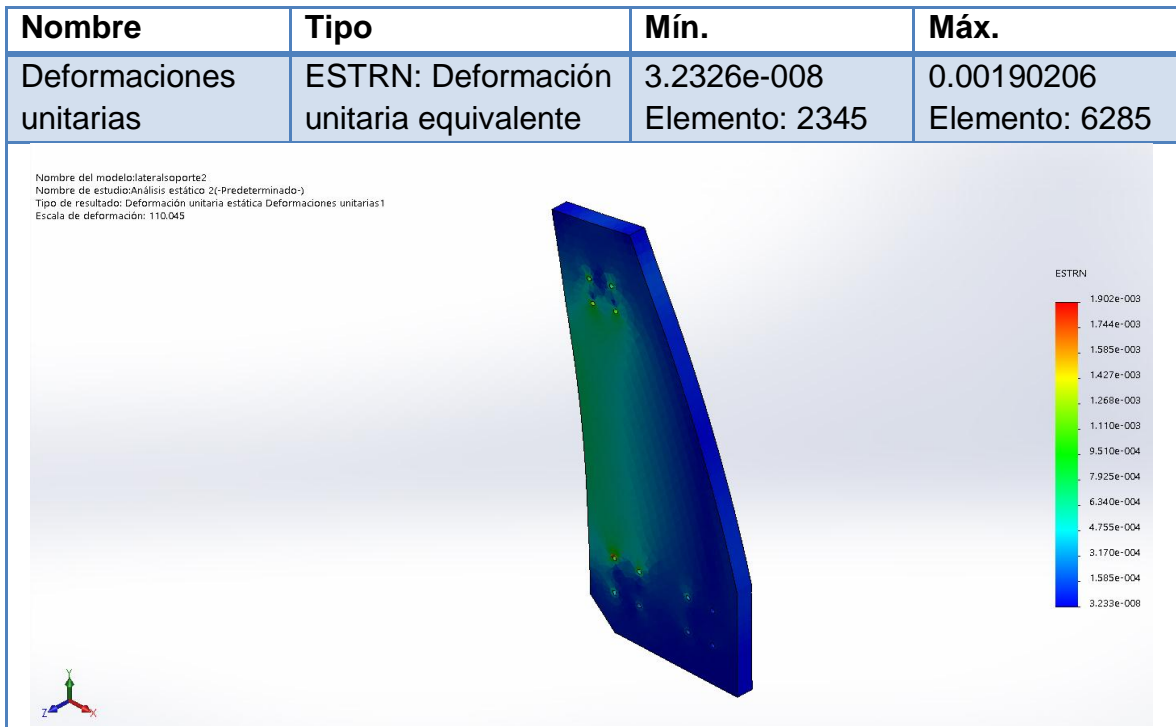 Nombre Tipo Mín. Máx.
Deformaciones unitarias ESTRN: Deformación unitaria equivalente 3.2326e-008 Elemento: 2345 0.00190206 Elemento: 6285
Nombre del modelo:lateralsoporte2
Nombre de estudio:Análisis estático 2(-Predeterminado-)
Tipo de resultado: Deformación unitaria estática Deformaciones unitarias1
Escala de deformación: 110.045
ESTRN
1.902e-003
1.744e-003
1.585e-003
1.427e-003
1.268e-003
1.110e-003
9.510e-004
7.925e-004
6.340e-004
4.755e-004
3.170e-004
1.585e-004
3.233e-008
Y
Z X